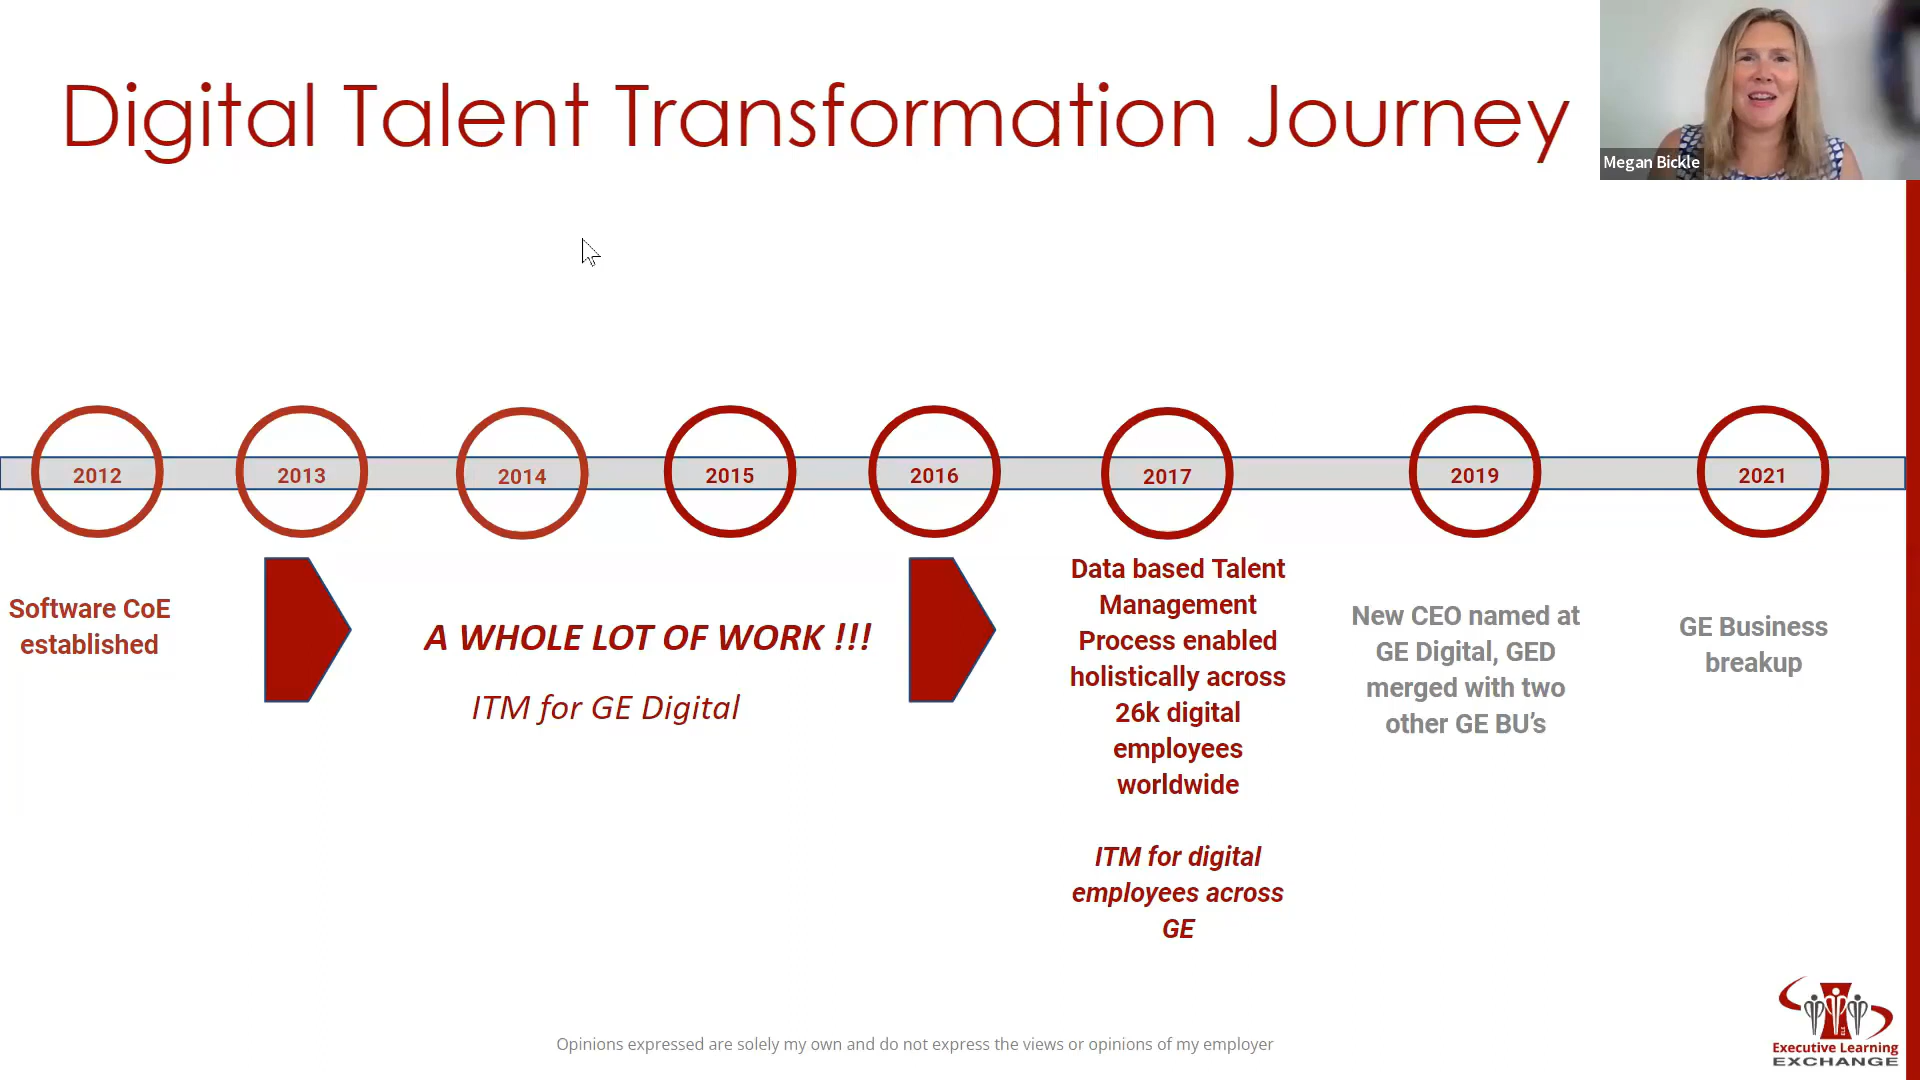 Digital Talent Transformation Journey
Megan Bickle
2012
2013
2014
2015
2016
2017
2019
2021
Software CoE
established
A WHOLE LOT OF WORK !!!
ITM for GE Digital
Data based Talent
Management
Process enabled
holistically across
26k digital
employees
worldwide
ITM for digital
employees across
GE
New CEO named at
GE Digital, GED
merged with two
other GE BU’s
GE Business
breakup
Opinions expressed are solely my own and do not express the views or opinions of my employer
ELE
Executive Learning
EXCHANGE